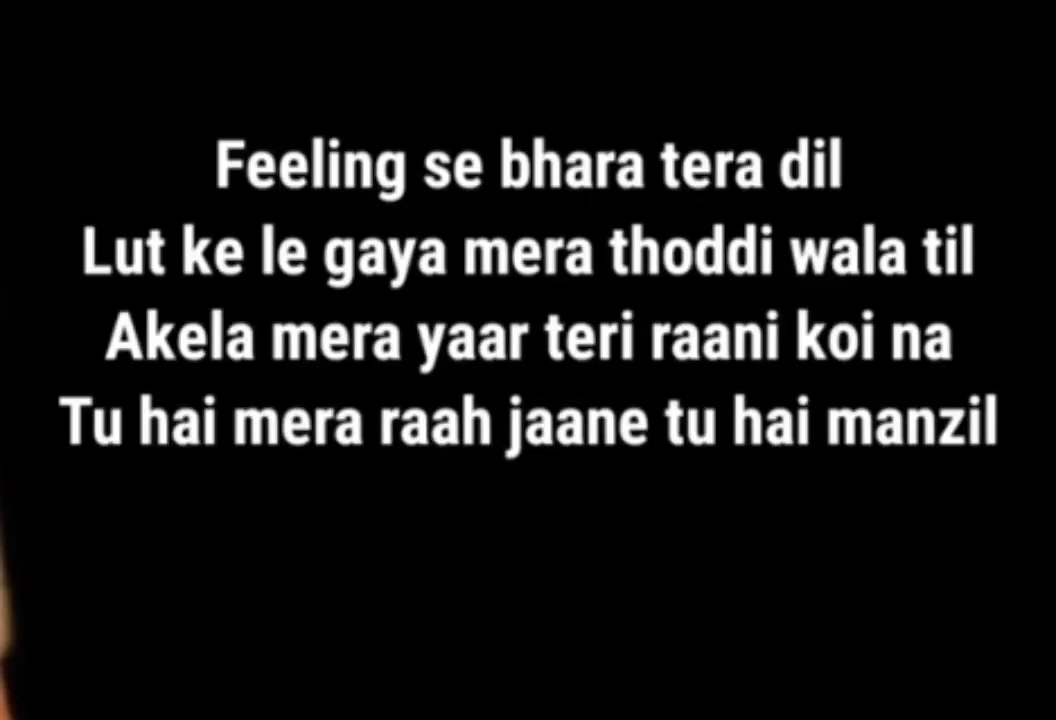 Feeling se bhara tera dil
Lut ke le gaya mera thoddi wala til
Akela mera yaar teri raani koi na
Tu hai mera raah jaane tu hai manzil